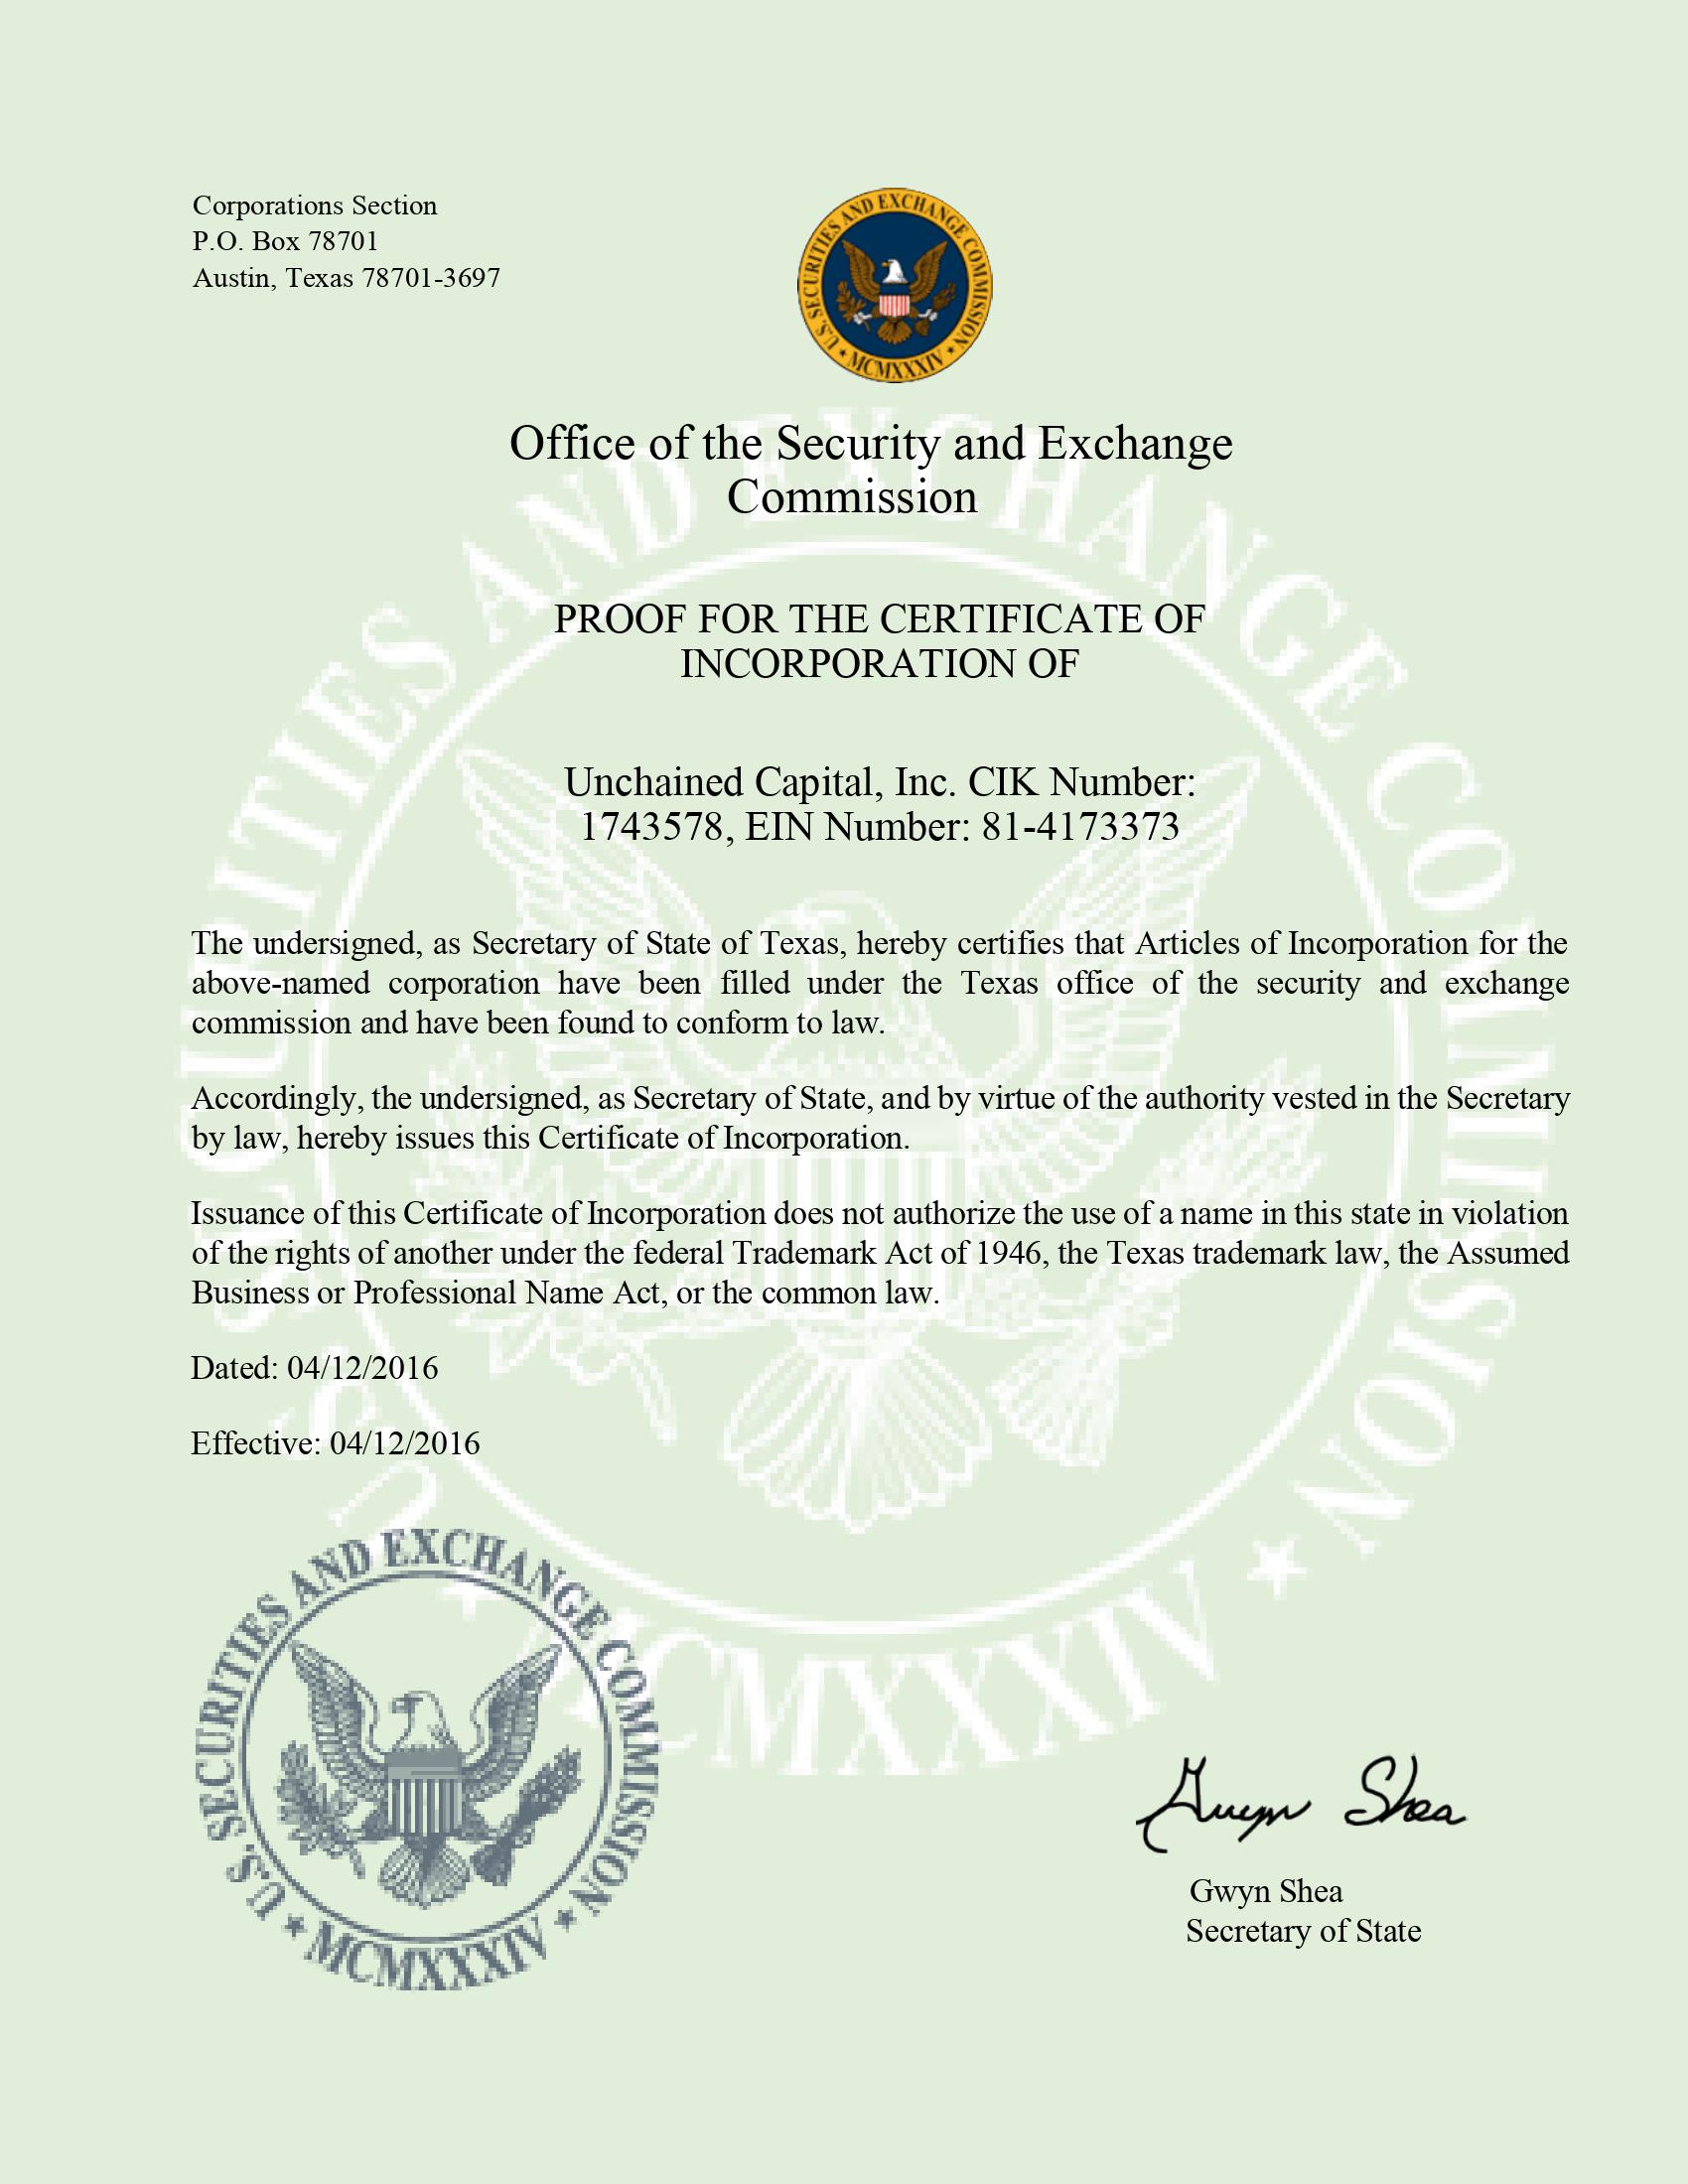 Corporations Section
P.O. Box 78701
Austin, Texas 78701-3697
U.S. SECURITIES AND EXCHANGE COMMISSION
MCMXXXIV
Office of the Security and Exchange
Commission
PROOF FOR THE CERTIFICATE OF
INCORPORATION OF
Unchained Capital, Inc. CIK Number:
1743578, EIN Number: 81-4173373
The undersigned, as Secretary of State of Texas, hereby certifies that Articles of Incorporation for the
above-named corporation have been filled under the Texas office of the security and exchange
commission and have been found to conform to law.
Accordingly, the undersigned, as Secretary of State, and by virtue of the authority vested in the Secretary
by law, hereby issues this Certificate of Incorporation.
Issuance of this Certificate of Incorporation does not authorize the use of a name in this state in violation
of the rights of another under the federal Trademark Act of 1946, the Texas trademark law, the Assumed
Business or Professional Name Act, or the common law.
Dated: 04/12/2016
Effective: 04/12/2016
U.S. SECURITIES AND EXCHANGE COMMISSION
MCMXXXIV
U.S. SECURITIES AND EXCHANGE COMMISSION
MCMXXXIV
Gwyn Shea
Gwyn Shea
Secretary of State